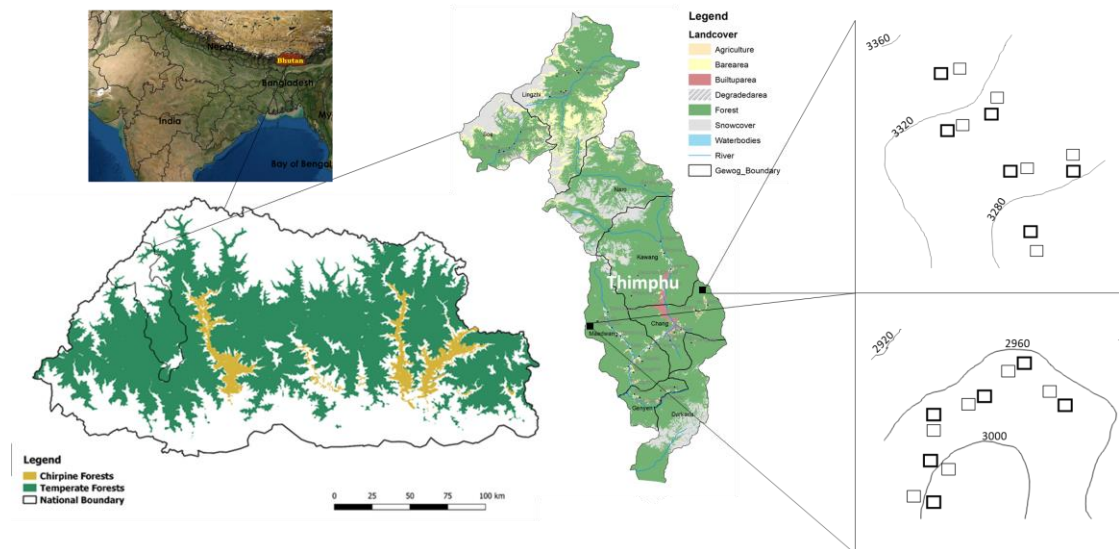 Nepal
Bhutan
Bangladesh
India
My
Bay of Bengal
Legend
Chirpine Forests
Temperate Forests
National Boundary
0 25 50 75 100 km
Lingzhi
Naro
Kawang
Thimphu
Chang
Genyen
Legend
Landcover
Agriculture
Barearea
Builtuparea
Degradedarea
Forest
Snowcover
Waterbodies
River
Gewog_Boundary
3360
3320
3280
2920
2960
3000